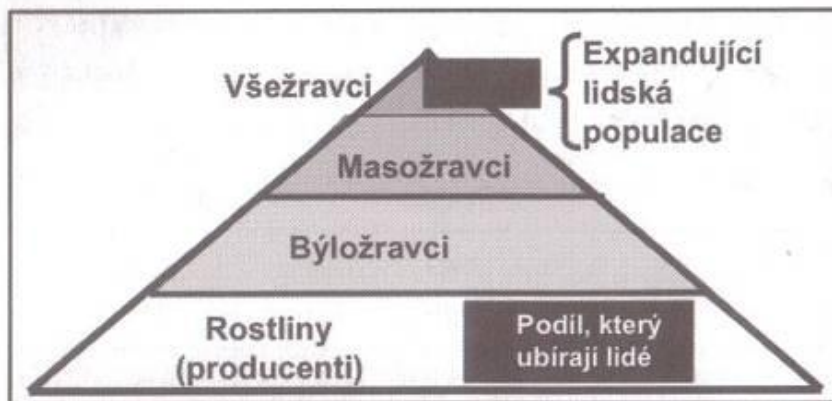 Všežravci
Expandující
lidská
populace
Masožravci
Býložravci
Rostliny
(producenti)
Podíl, který
ubírají lidé